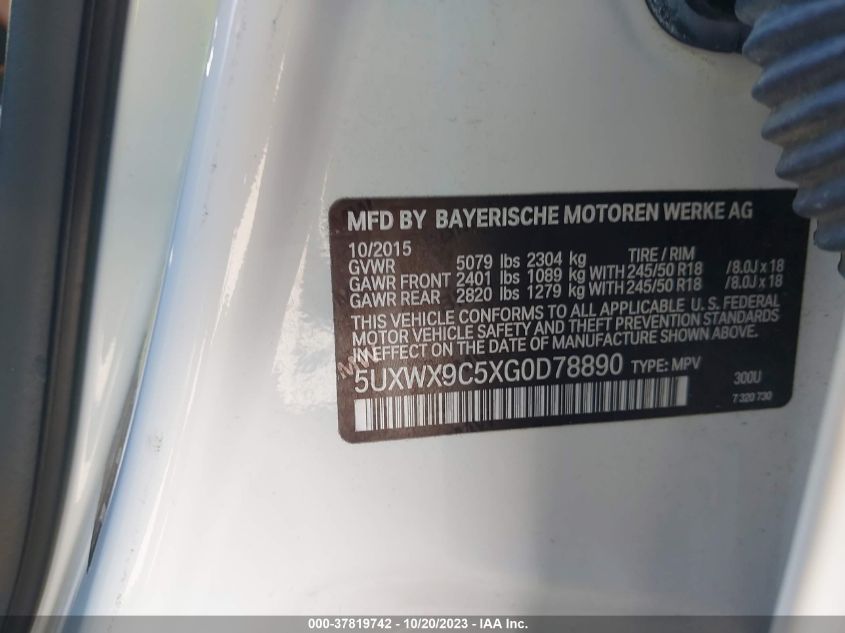 MFD BY BAYERISCHE MOTOREN WERKE AG
10/2015 TIRE / RIM
GVWR 5079 lbs 2304 kg
GAWR FRONT 2401 lbs 1089 kg WITH 245/50 R18 /8.0J x 18
GAWR REAR 2820 lbs 1279 kg WITH 245/50 R18 /8.0J x 18
THIS VEHICLE CONFORMS TO ALL APPLICABLE U. S. FEDERAL
MOTOR VEHICLE SAFETY AND THEFT PREVENTION STANDARDS
IN EFFECT ON THE DATE OF MANUFACTURE SHOWN ABOVE.
5UXWX9C5XG0D78890 TYPE: MPV
300U
7 320 730
000-37819742 - 10/20/2023 - IAA Inc.